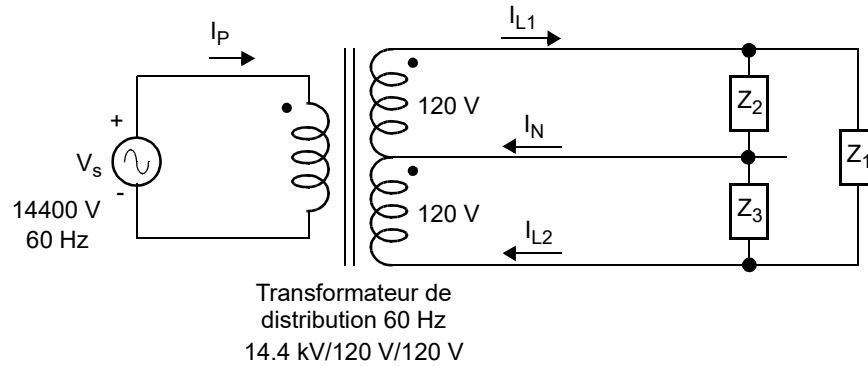 I_P
I_L1
120 V
I_N
Z_2
Z_1
+
V_s
-
14400 V
60 Hz
120 V
Z_3
I_L2
Transformateur de
distribution 60 Hz
14.4 kV/120 V/120 V